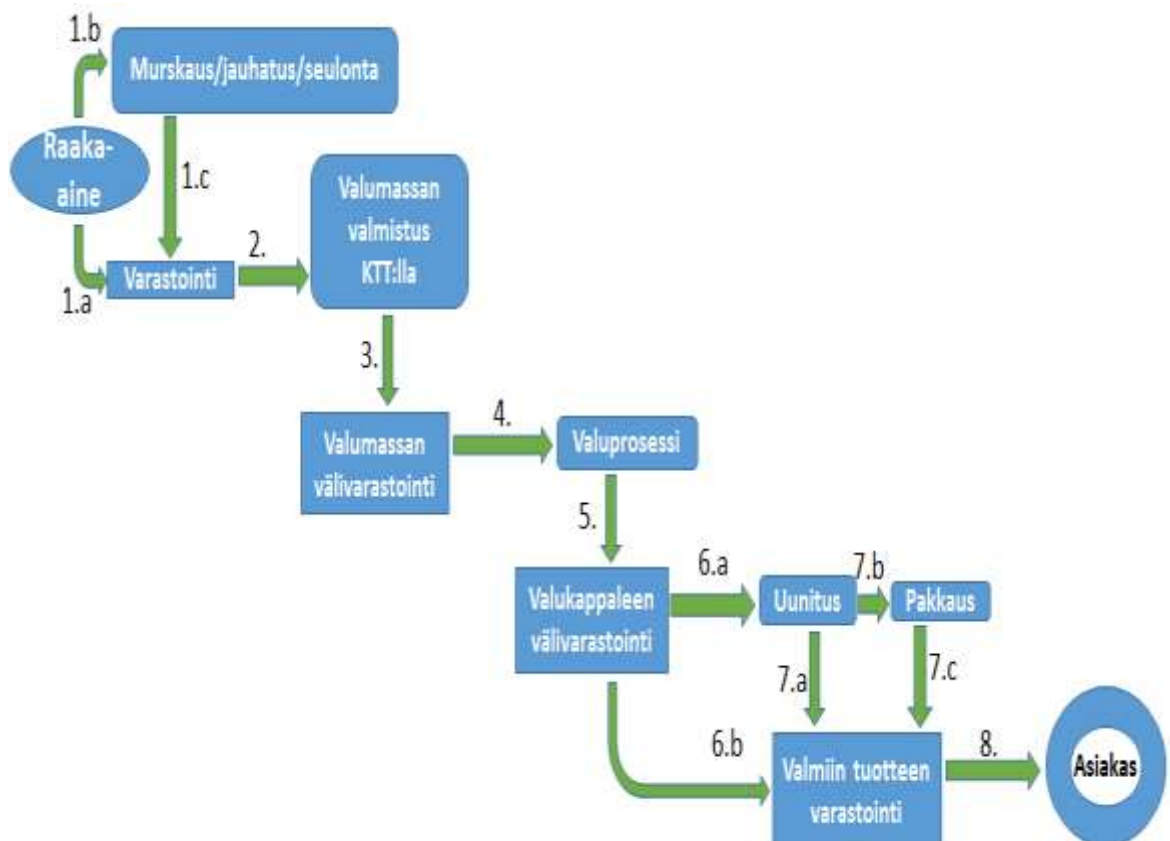 1.b
Murskaus/jauhatus/seulonta
Raaka-
aine
1.c
1.a
Varastointi
2.
Valumassan
valmistus
KTT:lla
3.
Valumassan
välivarastointi
4.
Valuprosessi
5.
Valukappaleen
välivarastointi
6.a
Uunitus
7.b
Pakkaus
7.a
7.c
6.b
Valmiin tuotteen
varastointi
8.
Asiakas